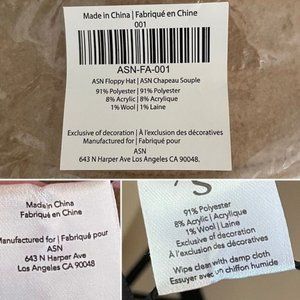 Made in China | Fabriqué en Chine
001
ASN-FA-001
ASN Floppy Hat | ASN Chapeau Souple
91% Polyester | 91% Polyester
8% Acrylic | 8% Acrylique
1% Wool | 1% Laine
Exclusive of decoration | À l'exclusion des décoratives
Manufactured for | Fabriqué pour
ASN
643 N Harper Ave Los Angeles CA 90048.
Made in China
Fabriqué en Chine
Manufactured for | Fabriqué pour
ASN
643 N Harper Ave
Los Angeles CA 90048
91% Polyester
8% Acrylic | Acrylique
1% Wool | Laine
Exclusive of decoration
À l'exclusion des décoratives
Wipe clean with damp cloth
Essuyer avec un chiffon humide